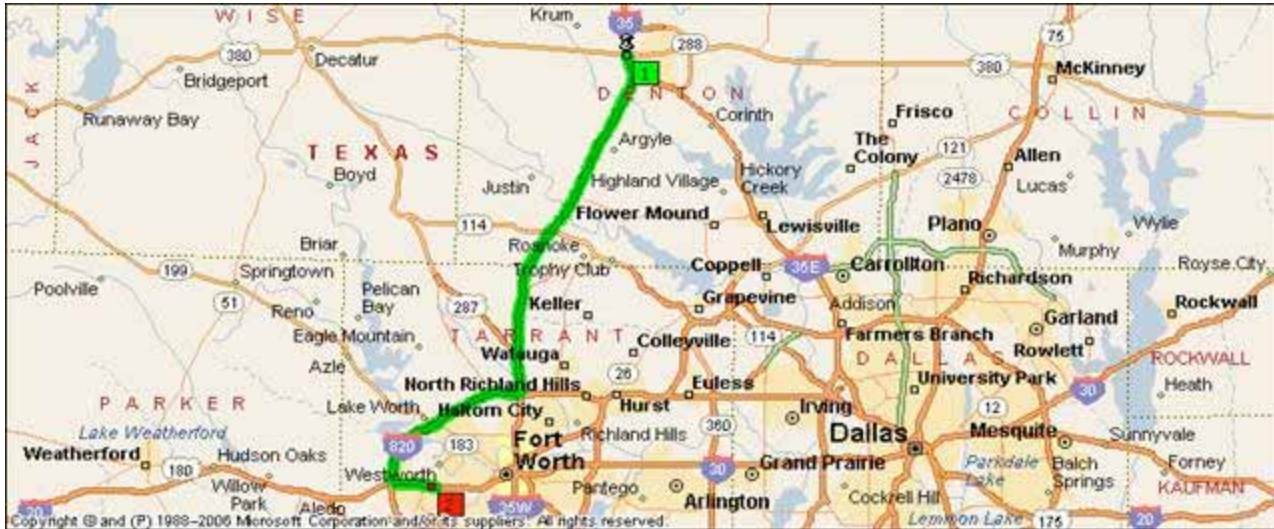 WISE
Krum
35
75
380
Decatur
288
380
McKinney
Bridgeport
1
DENTON
COLLIN
Runaway Bay
Corinth
Frisco
JACK
Argyle
The
Colony
121
Allen
TEXAS
Boyd
Justin
Highland Village
Hickory
Creek
2478
Lucas
Flower Mound
Lewisville
Plano
Wylie
114
Briar
Roanoke
Murphy
199
Springtown
Trophy Club
Coppell
35E
Carrollton
Royse City
Poolville
51
Reno
Pelican
Bay
287
Keller
Grapevine
Addison
Richardson
Rockwall
Eagle Mountain
TARRANT
Colleyville
114
Farmers Branch
Garland
Azle
Watauga
26
DALLAS
Rowlett
ROCKWALL
North Richland Hills
Euless
University Park
30
Heath
PARKER
Lake Worth
Haltom City
Hurst
Irving
12
Lake Weatherford
820
183
Fort
Worth
Richland Hills
360
Dallas
Mesquite
Sunnyvale
Weatherford
180
Hudson Oaks
Westworth
30
Grand Prairie
Parkdale
Lake
Balch
Springs
Forney
Willow
Park
Pantego
Arlington
Cockrell Hill
KAUFMAN
20
Aledo
35W
Lemmon Lake
175
20
Copyright © and (P) 1988–2006 Microsoft Corporation and/or its suppliers. All rights reserved.